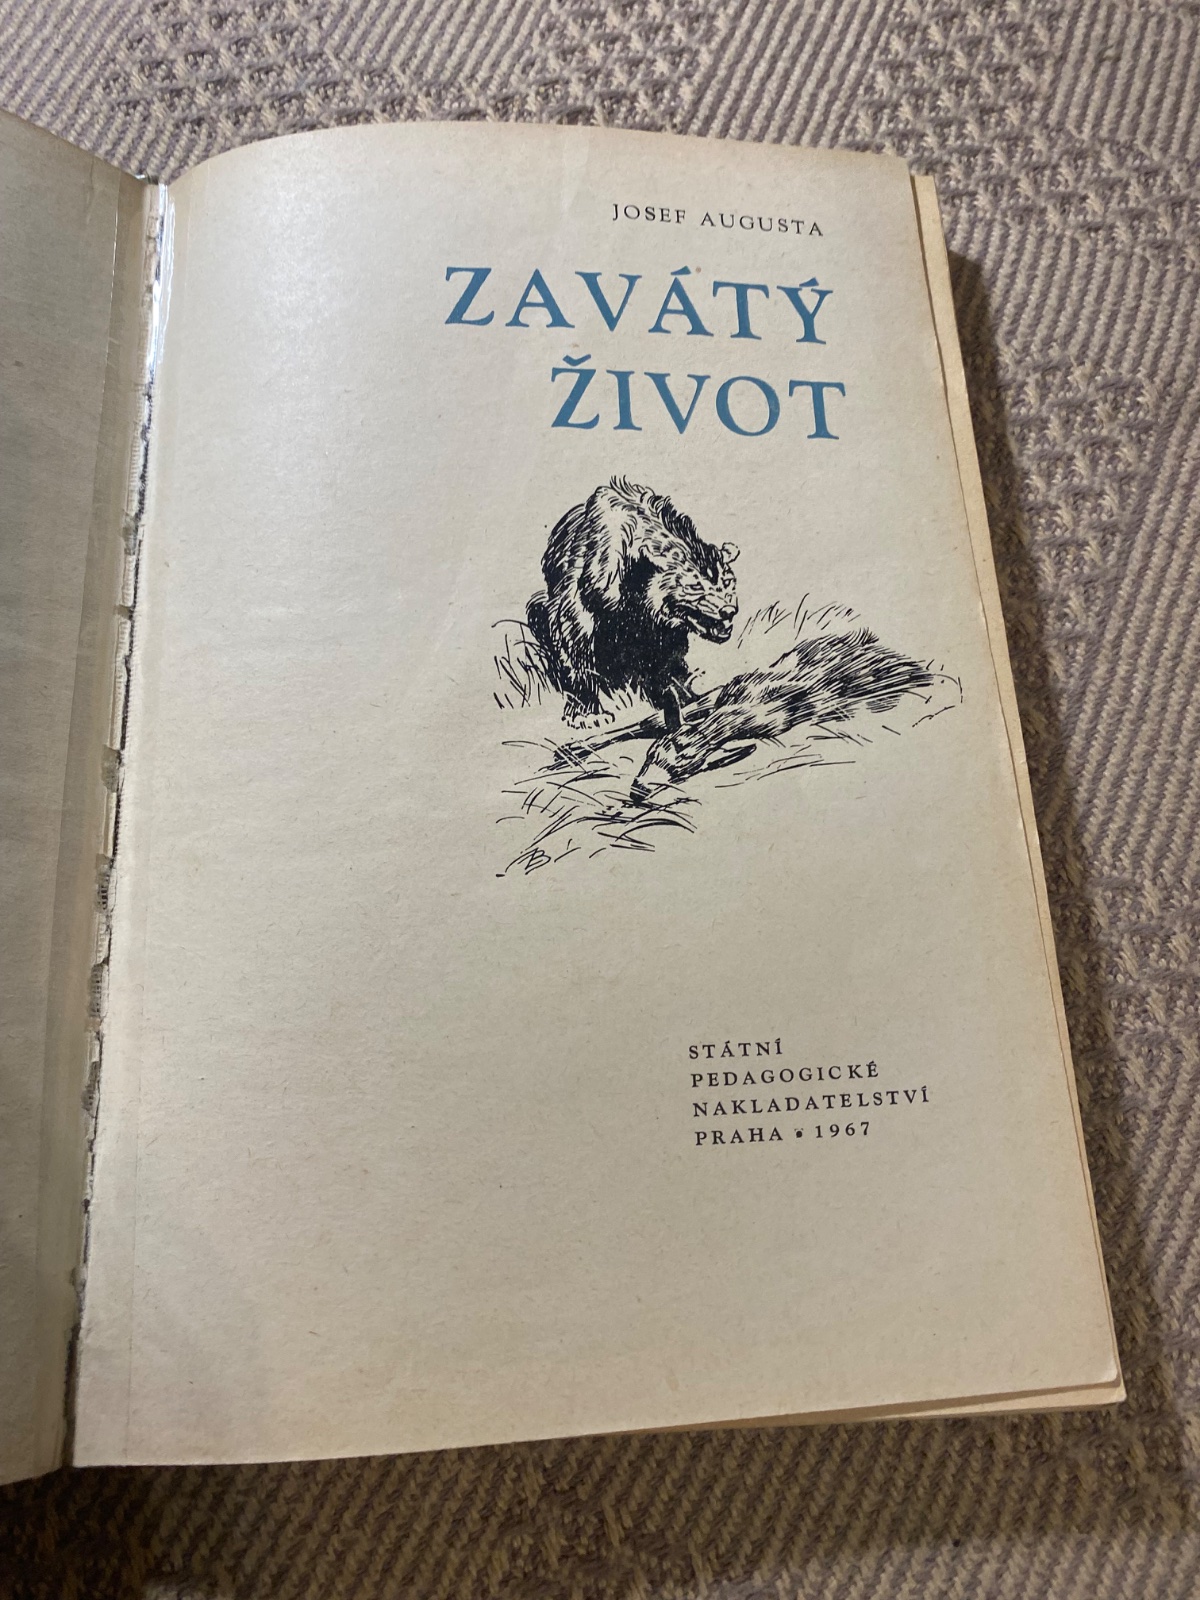 JOSEF AUGUSTA
ZAVÁTÝ
ŽIVOT
STÁTNÍ
PEDAGOGICKÉ
NAKLADATELSTVÍ
PRAHA • 1967